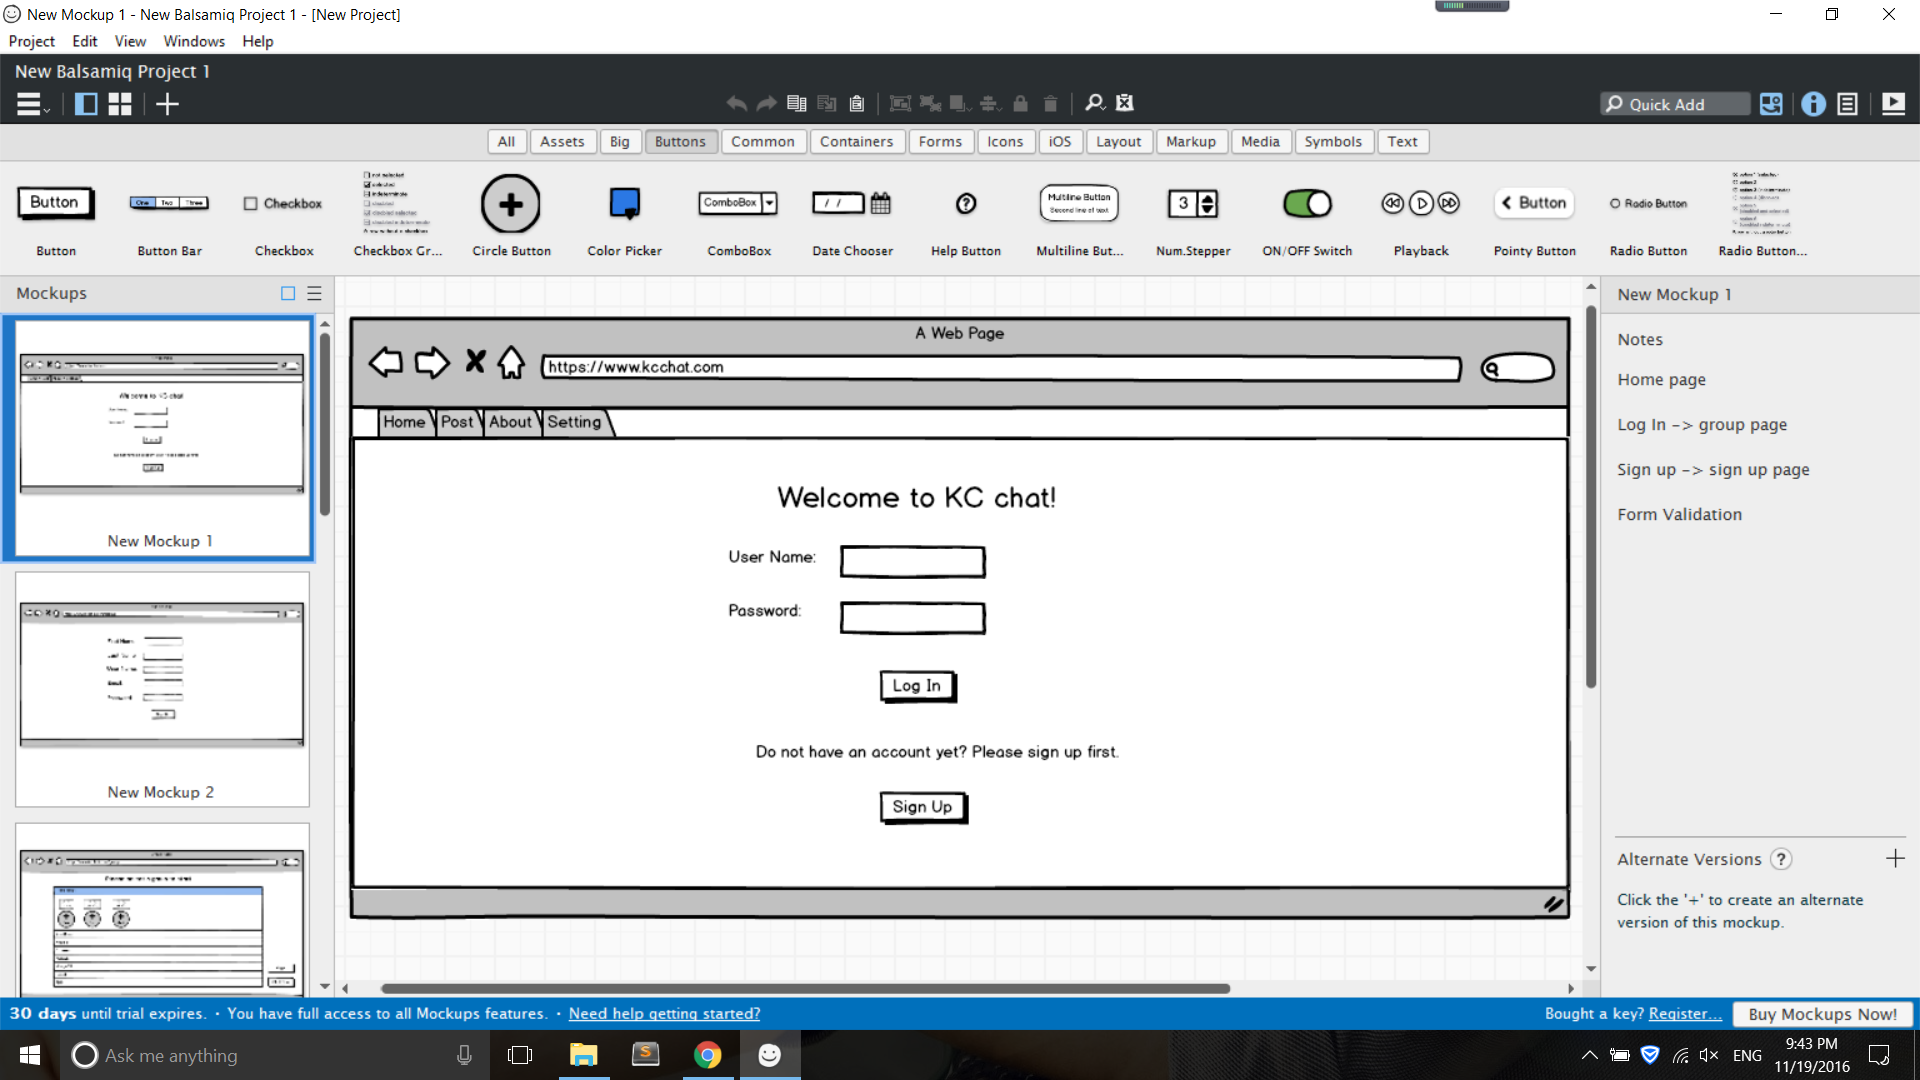 New Mockup 1 - New Balsamiq Project 1 - [New Project]
Project Edit View Windows Help
New Balsamiq Project 1
Quick Add
All Assets Big Buttons Common Containers Forms Icons iOS Layout Markup Media Symbols Text
Button One Two Three Checkbox ComboBox / / ? Multiline Button 3 Button Radio Button
Second line of text
Button Button Bar Checkbox Checkbox Gr... Circle Button Color Picker ComboBox Date Chooser Help Button Multiline But... Num.Stepper ON/OFF Switch Playback Pointy Button Radio Button Radio Button...
Mockups
New Mockup 1
New Mockup 2
A Web Page
https://www.kcchat.com
Home Post About Setting
Welcome to KC chat!
User Name:
Password:
Log In
Do not have an account yet? Please sign up first.
Sign Up
New Mockup 1
Notes
Home page
Log In -> group page
Sign up -> sign up page
Form Validation
Alternate Versions ?
Click the '+' to create an alternate
version of this mockup.
30 days until trial expires. • You have full access to all Mockups features. • Need help getting started?
Bought a key? Register... Buy Mockups Now!
Ask me anything
ENG
9:43 PM
11/19/2016